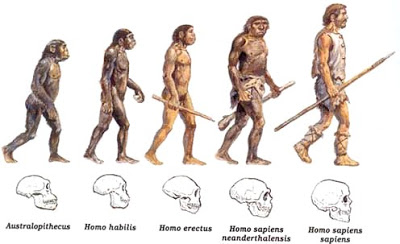 Australopithecus
Homo habilis
Homo erectus
Homo sapiens
neanderthalensis
Homo sapiens
sapiens